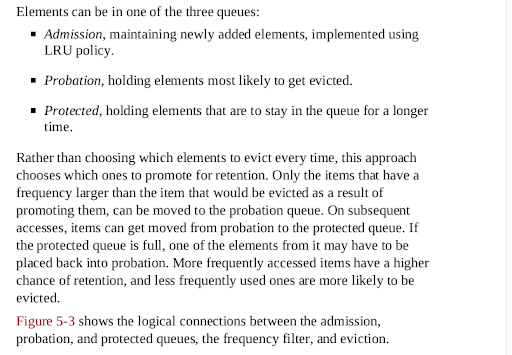 Elements can be in one of the three queues:
▪ Admission, maintaining newly added elements, implemented using
LRU policy.
▪ Probation, holding elements most likely to get evicted.
▪ Protected, holding elements that are to stay in the queue for a longer
time.
Rather than choosing which elements to evict every time, this approach
chooses which ones to promote for retention. Only the items that have a
frequency larger than the item that would be evicted as a result of
promoting them, can be moved to the probation queue. On subsequent
accesses, items can get moved from probation to the protected queue. If
the protected queue is full, one of the elements from it may have to be
placed back into probation. More frequently accessed items have a higher
chance of retention, and less frequently used ones are more likely to be
evicted.
Figure 5-3 shows the logical connections between the admission,
probation, and protected queues, the frequency filter, and eviction.